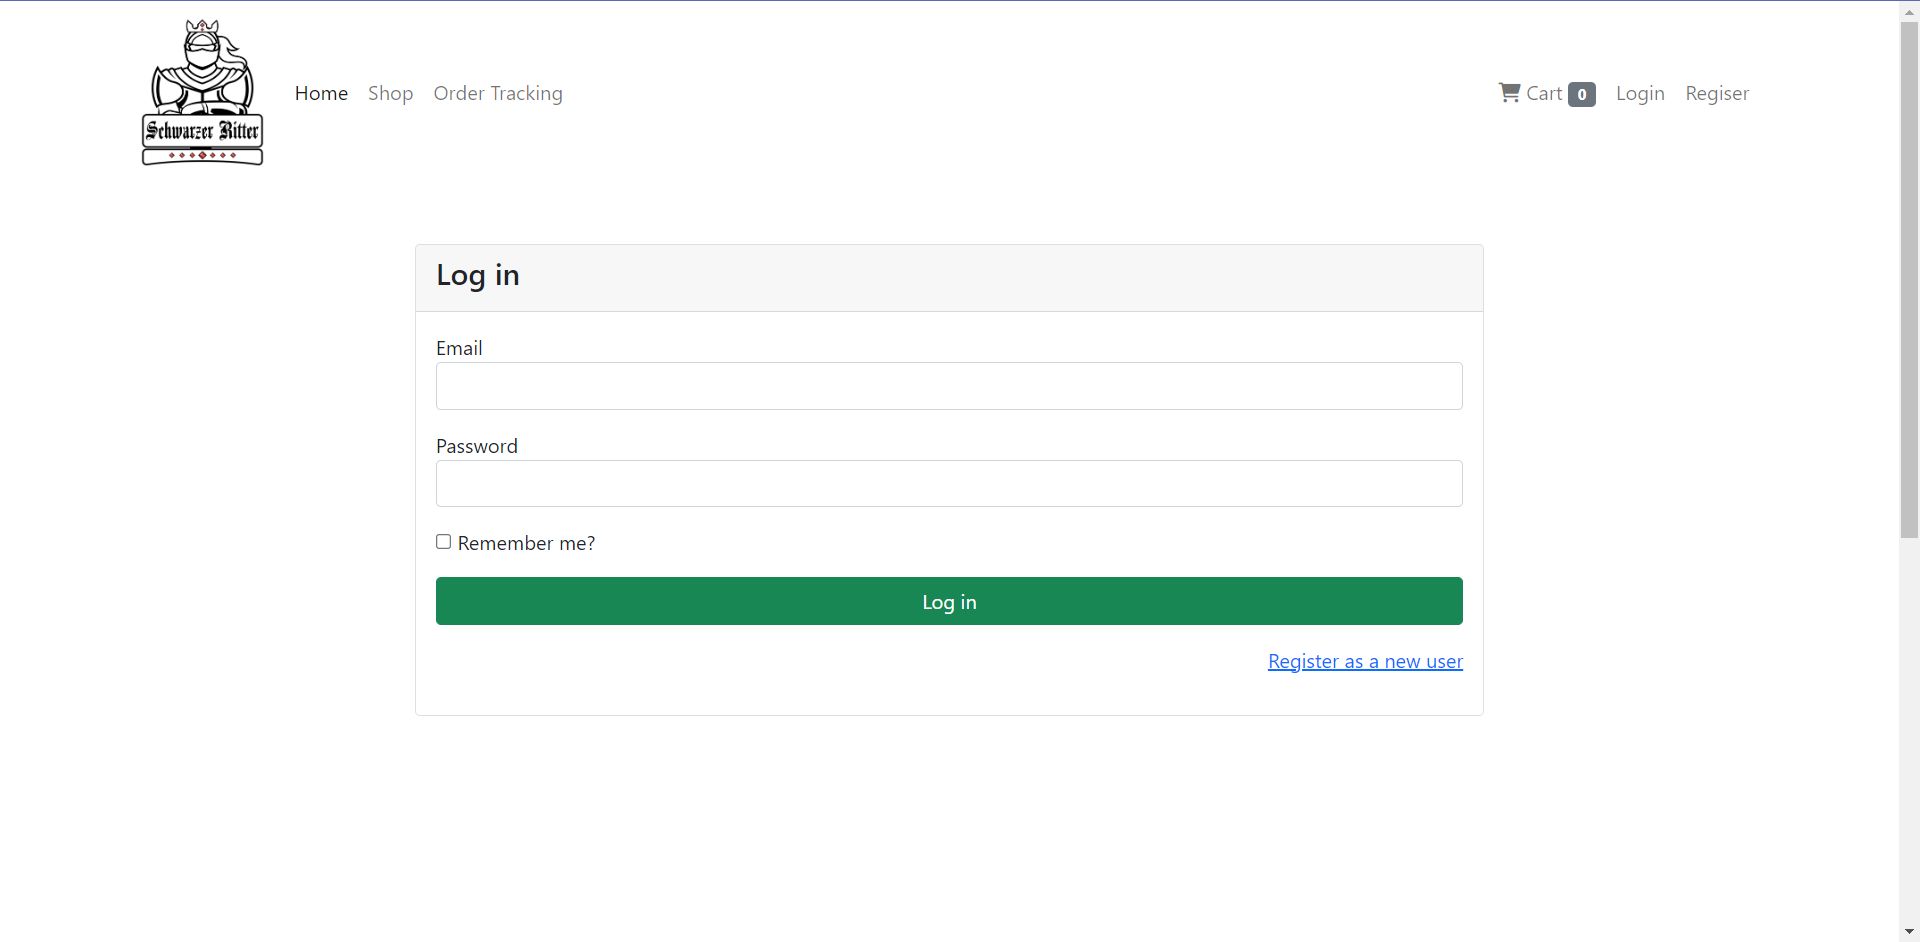 Schwarzer Ritter
Home Shop Order Tracking
Cart 0 Login Regiser
Log in
Email
Password
Remember me?
Log in
Register as a new user